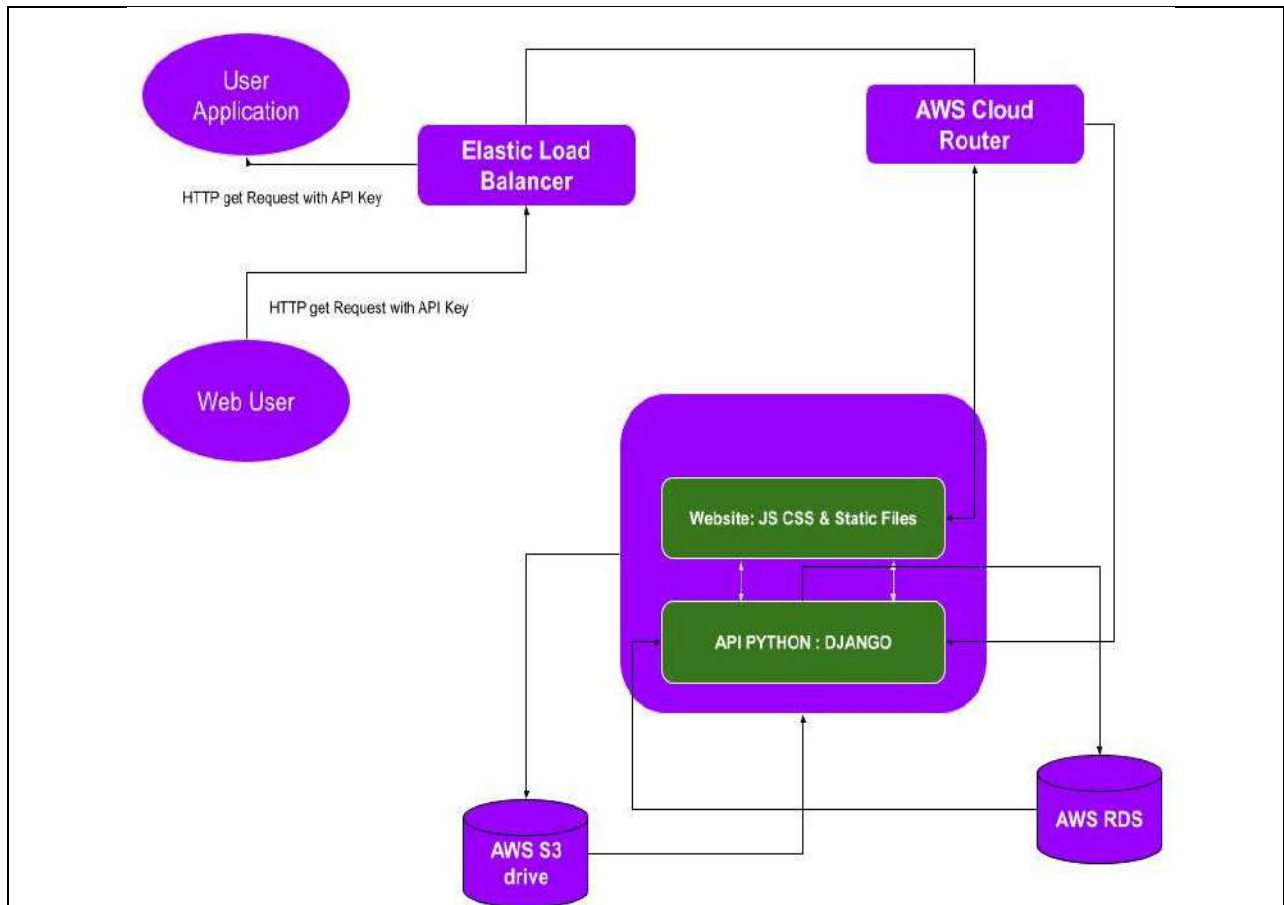 User
Application
AWS Cloud
Router
Elastic Load
Balancer
HTTP get Request with API Key
HTTP get Request with API Key
Web User
Website: JS CSS & Static Files
API PYTHON : DJANGO
AWS RDS
AWS S3
drive